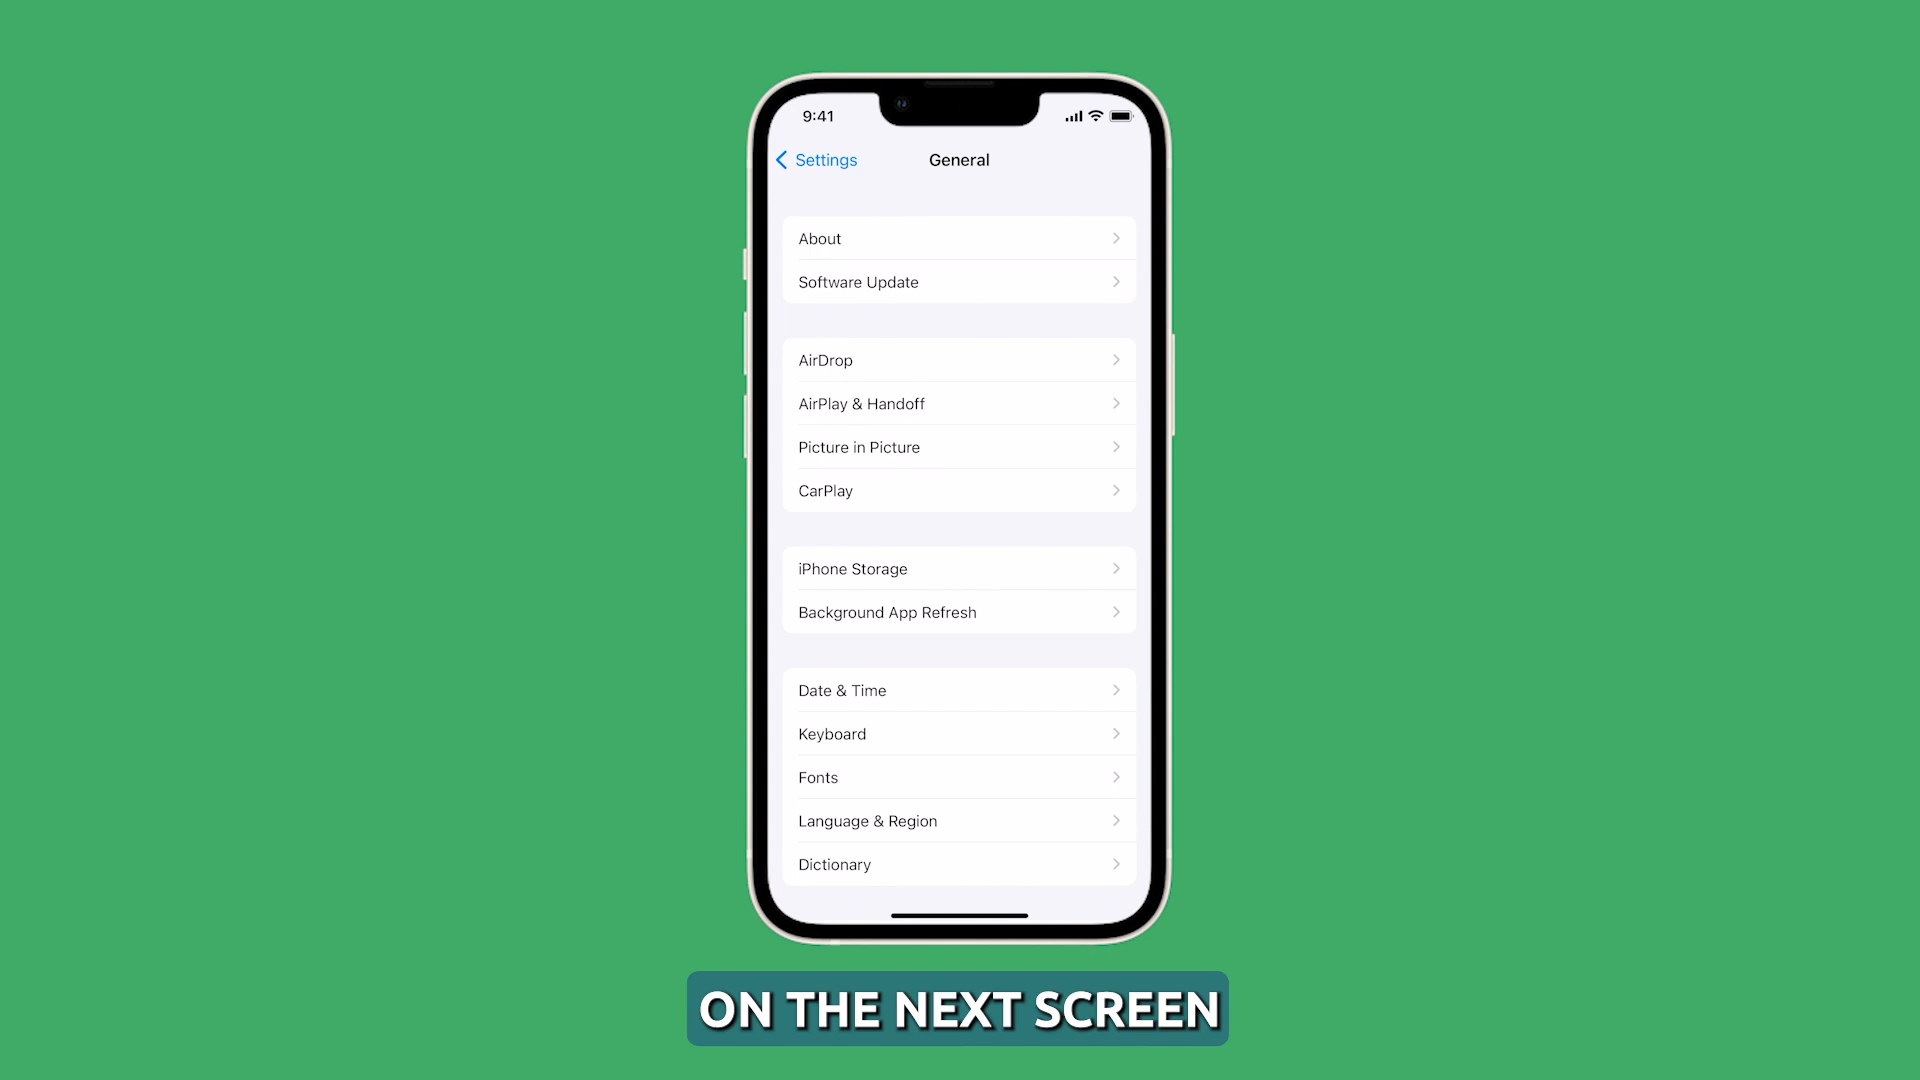 9:41
Settings
General
About
Software Update
AirDrop
AirPlay & Handoff
Picture in Picture
CarPlay
iPhone Storage
Background App Refresh
Date & Time
Keyboard
Fonts
Language & Region
Dictionary
ON THE NEXT SCREEN